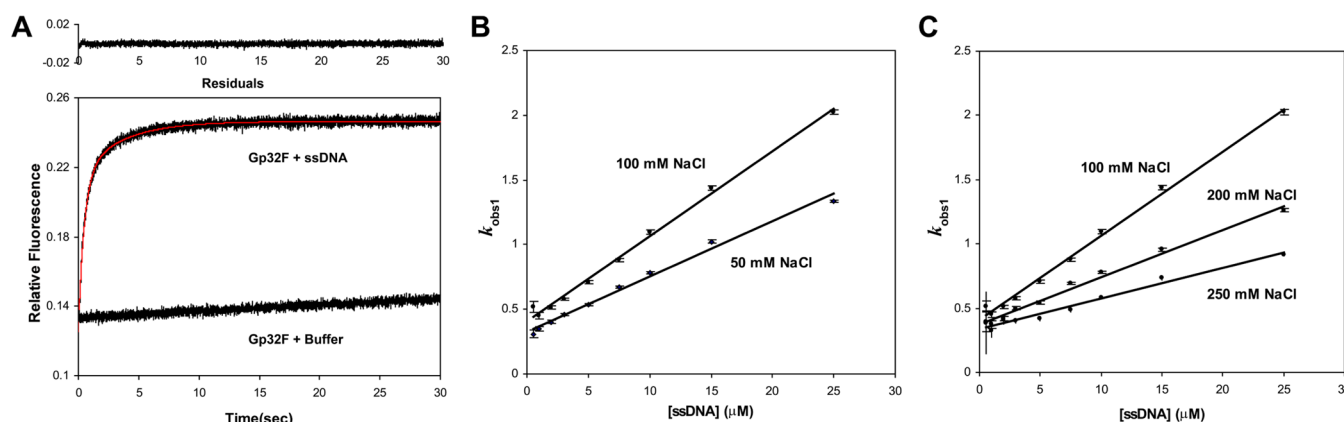 A
0.02
-0.02
0 5 10 15 20 25 30
Residuals
0.26
0.22
0.18
0.14
0.1
Relative Fluorescence
Gp32F + ssDNA
Gp32F + Buffer
0 5 10 15 20 25 30
Time(sec)
B
2.5
2
1.5
1
0.5
0
kobs1
100 mM NaCl
50 mM NaCl
0 5 10 15 20 25 30
[ssDNA] (μM)
C
2.5
2
1.5
1
0.5
0
kobs1
100 mM NaCl
200 mM NaCl
250 mM NaCl
0 5 10 15 20 25 30
[ssDNA] (μM)